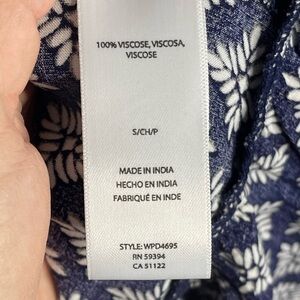 100% VISCOSE, VISCOSA,
VISCOSE
S/CH/P
MADE IN INDIA
HECHO EN INDIA
FABRIQUÉ EN INDE
STYLE: WPD4695
RN 59394
CA 51122